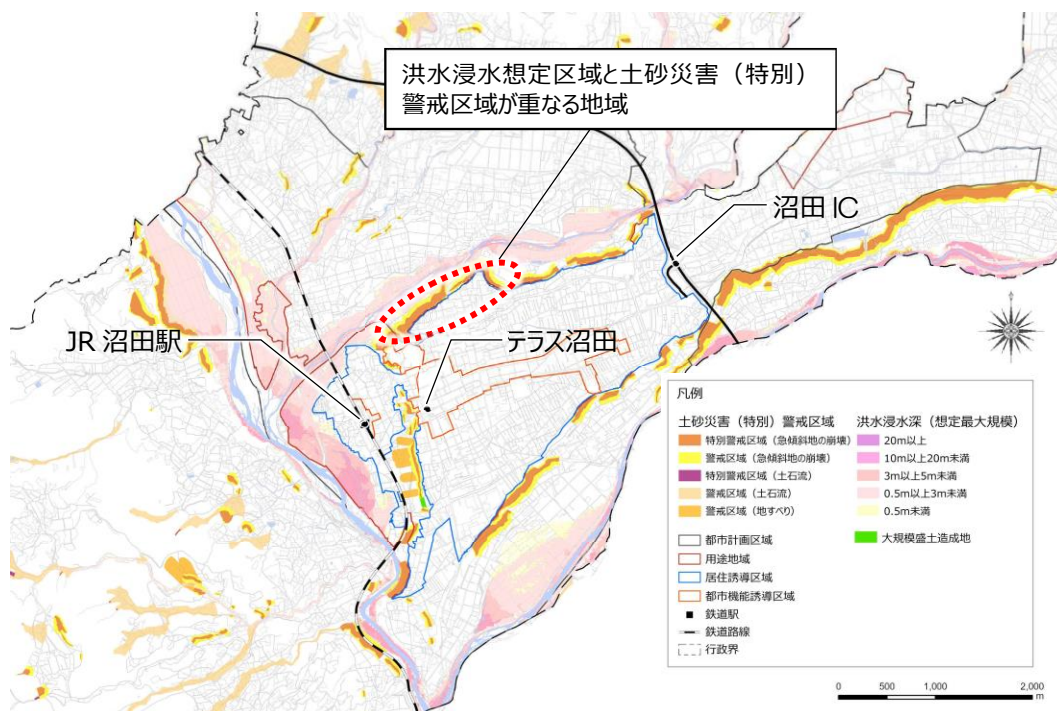 洪水浸水想定区域と土砂災害（特別）
警戒区域が重なる地域
沼田 IC
JR 沼田駅
テラス沼田
凡例
土砂災害（特別）警戒区域
特別警戒区域（急傾斜地の崩壊）
警戒区域（急傾斜地の崩壊）
特別警戒区域（土石流）
警戒区域（土石流）
警戒区域（地すべり）
洪水浸水深（想定最大規模）
20m以上
10m以上20m未満
3m以上5m未満
0.5m以上3m未満
0.5m未満
大規模盛土造成地
都市計画区域
用途地域
居住誘導区域
都市機能誘導区域
鉄道駅
鉄道路線
行政界
0 500 1,000 2,000
m